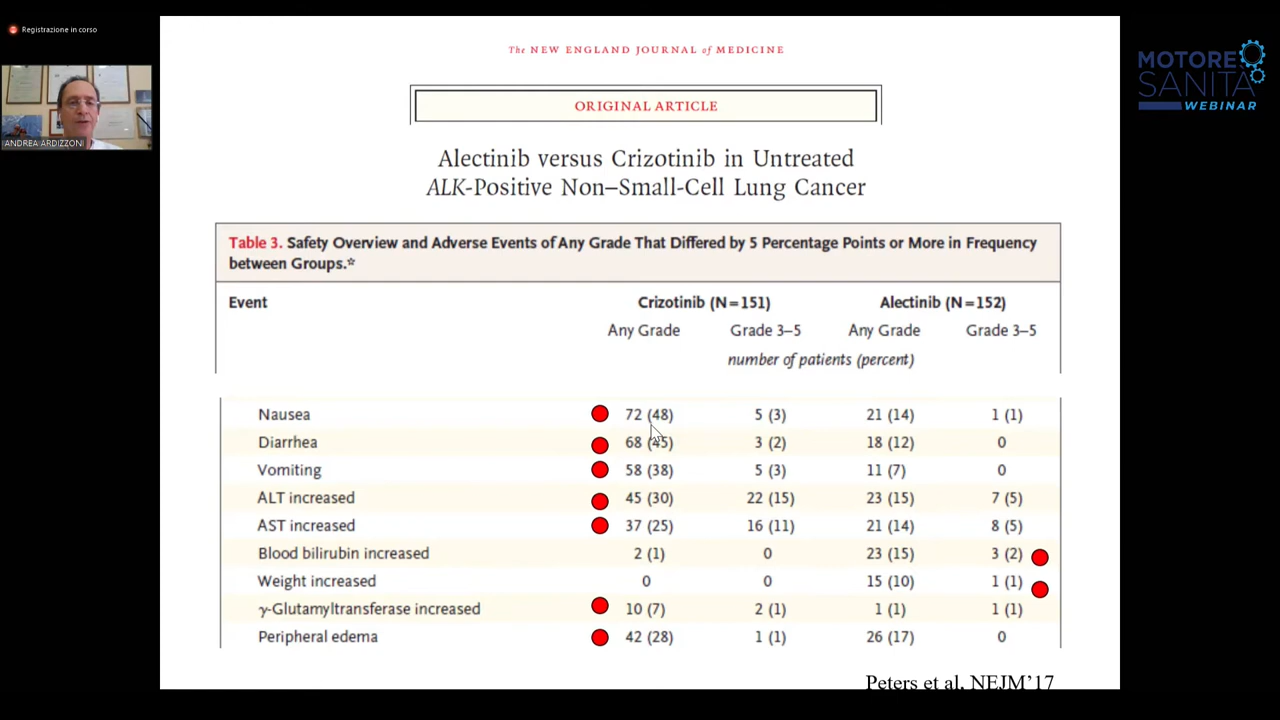 Registrazione in corso
ANDREA ARDIZZONI
MOTORE
SANITA
WEBINAR
The NEW ENGLAND JOURNAL of MEDICINE
ORIGINAL ARTICLE
Alectinib versus Crizotinib in Untreated
ALK-Positive Non–Small-Cell Lung Cancer
Table 3. Safety Overview and Adverse Events of Any Grade That Differed by 5 Percentage Points or More in Frequency
between Groups.*
Event Crizotinib (N=151) Alectinib (N=152)
Any Grade Grade 3–5 Any Grade Grade 3–5
number of patients (percent)
Nausea 72 (48) 5 (3) 21 (14) 1 (1)
Diarrhea 68 (45) 3 (2) 18 (12) 0
Vomiting 58 (38) 5 (3) 11 (7) 0
ALT increased 45 (30) 22 (15) 23 (15) 7 (5)
AST increased 37 (25) 16 (11) 21 (14) 8 (5)
Blood bilirubin increased 2 (1) 0 23 (15) 3 (2)
Weight increased 0 0 15 (10) 1 (1)
γ-Glutamyltransferase increased 10 (7) 2 (1) 1 (1) 1 (1)
Peripheral edema 42 (28) 1 (1) 26 (17) 0
Peters et al, NEJM'17